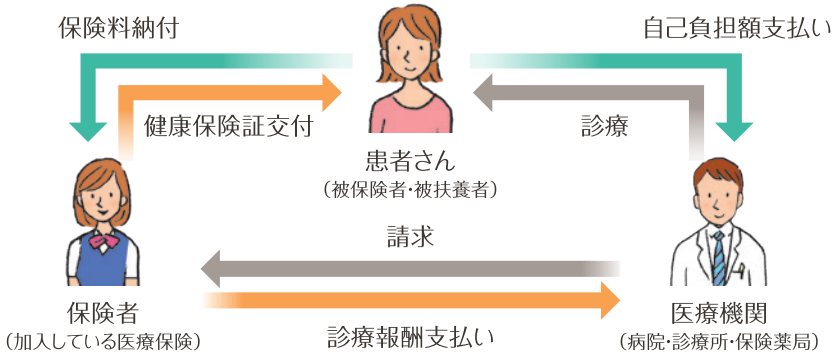 保険料納付
自己負担額支払い
健康保険証交付
診療
患者さん
（被保険者・被扶養者）
請求
保険者
（加入している医療保険）
診療報酬支払い
医療機関
（病院・診療所・保険薬局）